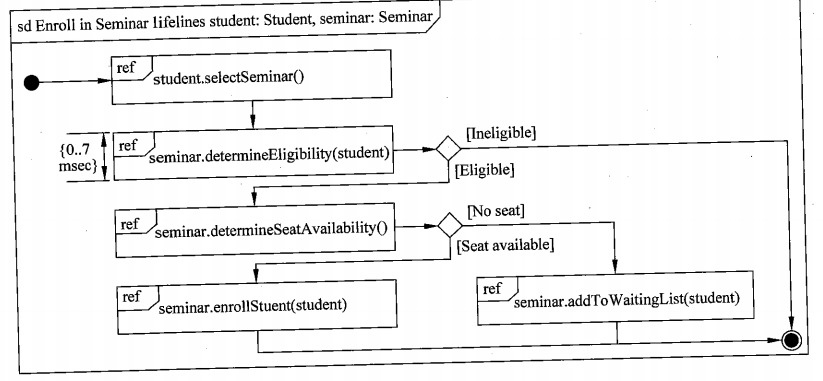 sd Enroll in Seminar lifelines student: Student, seminar: Seminar
ref
student.selectSeminar()
{0..7
msec}
ref
seminar.determineEligibility(student)
[Ineligible]
[Eligible]
ref
seminar.determineSeatAvailability()
[No seat]
[Seat available]
ref
seminar.enrollStuent(student)
ref
seminar.addToWaitingList(student)